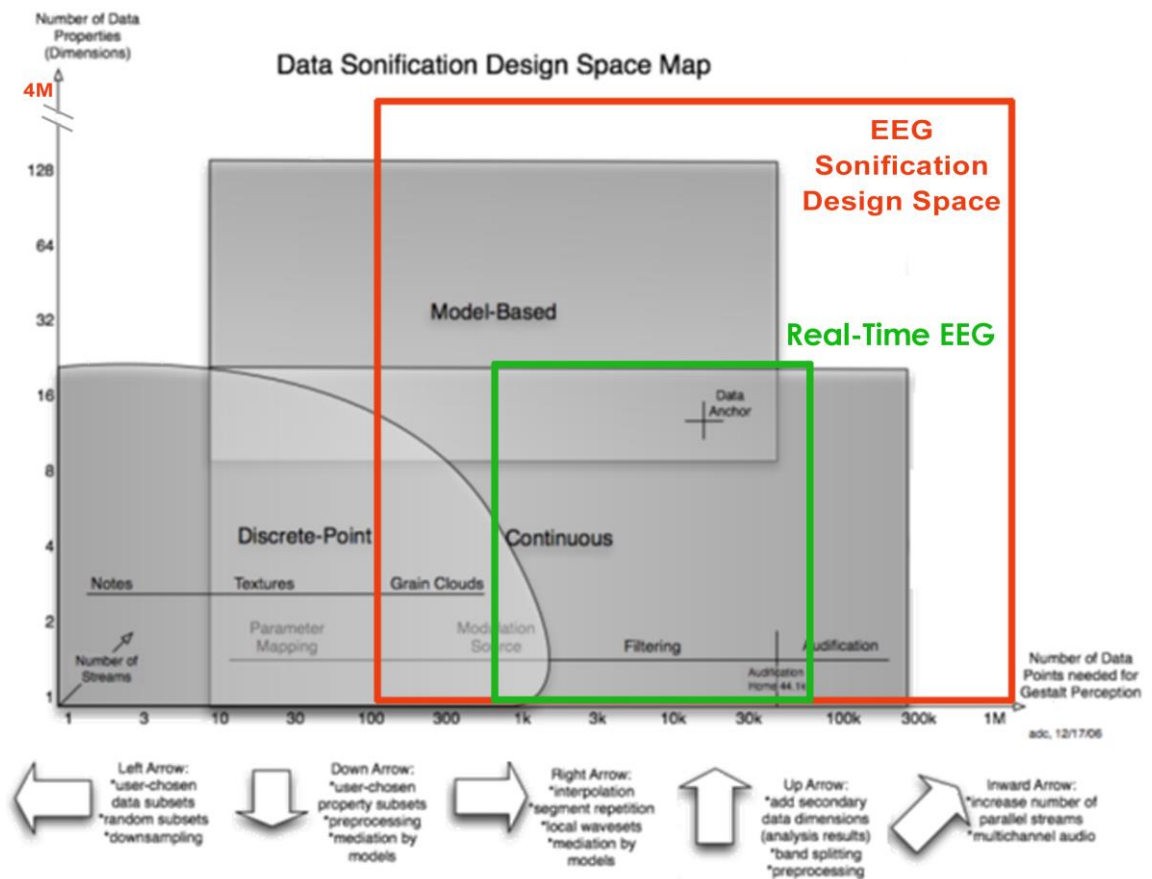 Number of Data
Properties
(Dimensions)
Data Sonification Design Space Map
4M
EEG
Sonification
Design Space
128
64
32
16
8
4
2
1
Model-Based
Real-Time EEG
Data
Anchor
Discrete-Point
Continuous
Notes
Textures
Grain Clouds
Parameter
Mapping
Modulation
Source
Filtering
Audification
Number of
Streams
Audification
Home 44.1k
Number of Data
Points needed for
Gestalt Perception
1
3
10
30
100
300
1k
3k
10k
30k
100k
300k
1M
adc, 12/17/06
Left Arrow:
*user-chosen
data subsets
*random subsets
*downsampling
Down Arrow:
*user-chosen
property subsets
*preprocessing
*mediation by
models
Right Arrow:
*interpolation
*segment repetition
*local wavesets
*mediation by
models
Up Arrow:
*add secondary
data dimensions
(analysis results)
*band splitting
*preprocessing
Inward Arrow:
*increase number of
parallel streams
*multichannel audio